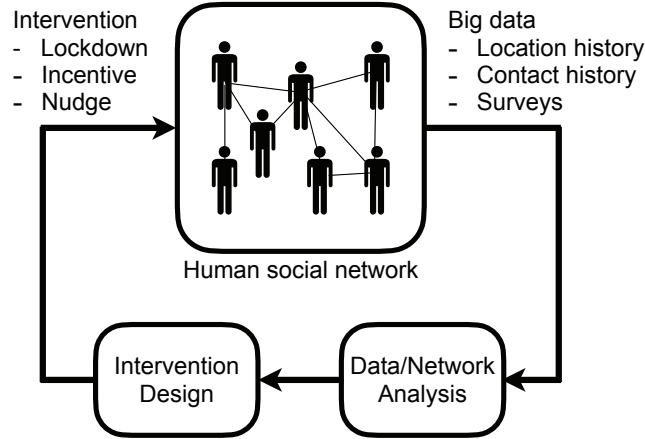 Intervention
- Lockdown
- Incentive
- Nudge
Big data
- Location history
- Contact history
- Surveys
Human social network
Intervention
Design
Data/Network
Analysis